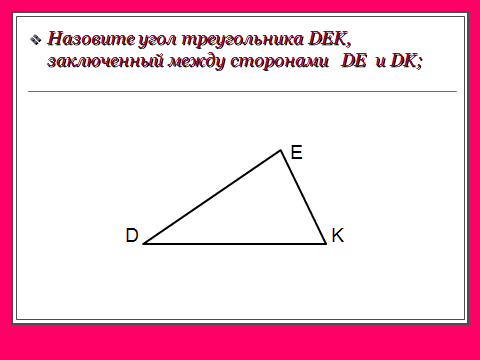 Назовите угол треугольника DEK,
заключенный между сторонами DE и DK;
E
D
K